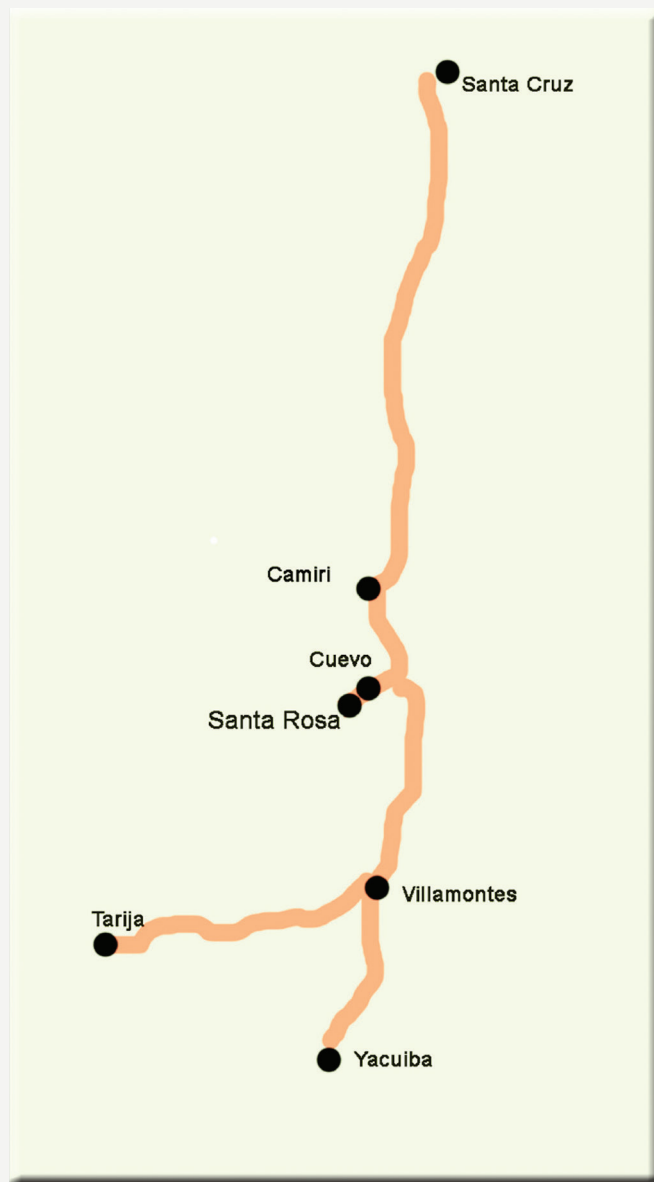 Santa Cruz
Camiri
Cuevo
Santa Rosa
Villamontes
Tarija
Yacuiba